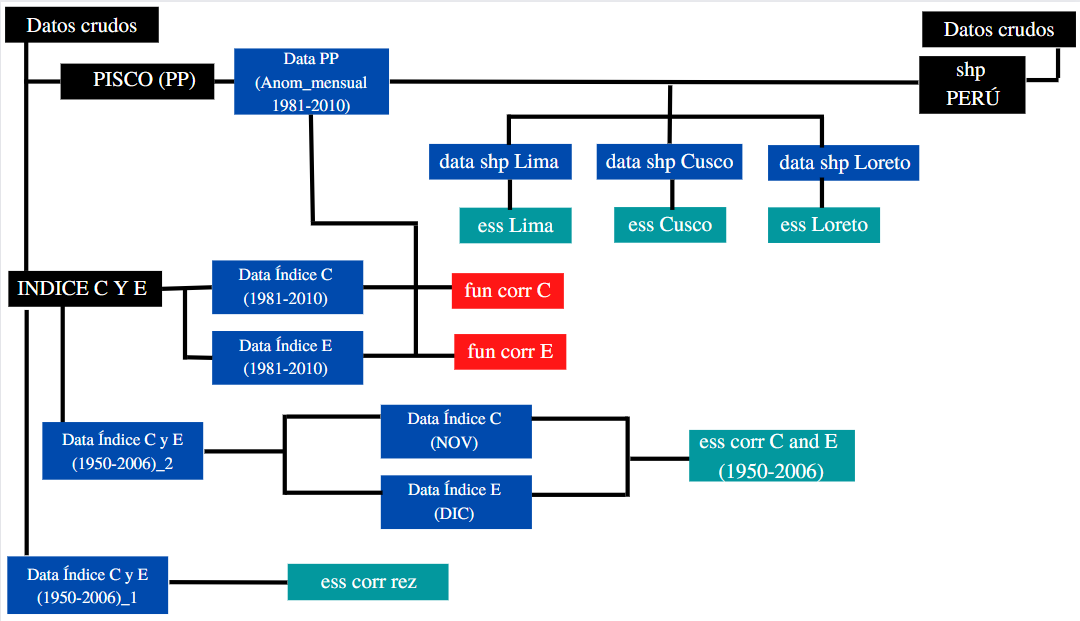 Datos crudos
Datos crudos
PISCO (PP)
Data PP
(Anom_mensual
1981-2010)
shp
PERÚ
data shp Lima
data shp Cusco
data shp Loreto
ess Lima
ess Cusco
ess Loreto
INDICE C Y E
Data Índice C
(1981-2010)
fun corr C
Data Índice E
(1981-2010)
fun corr E
Data Índice C y E
(1950-2006)_2
Data Índice C
(NOV)
Data Índice E
(DIC)
ess corr C and E
(1950-2006)
Data Índice C y E
(1950-2006)_1
ess corr rez